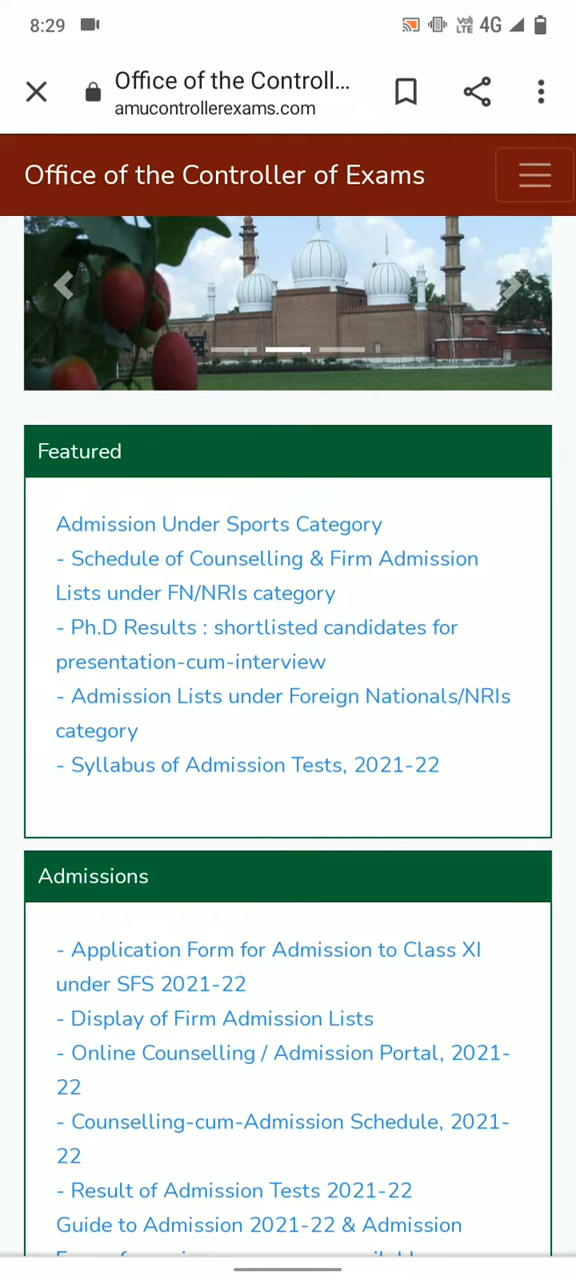 8:29
Vo) LTE 4G
Office of the Controll...
amucontrollerexams.com
Office of the Controller of Exams
Featured
Admission Under Sports Category
- Schedule of Counselling & Firm Admission
Lists under FN/NRIs category
- Ph.D Results : shortlisted candidates for
presentation-cum-interview
- Admission Lists under Foreign Nationals/NRIs
category
- Syllabus of Admission Tests, 2021-22
Admissions
- Application Form for Admission to Class XI
under SFS 2021-22
- Display of Firm Admission Lists
- Online Counselling / Admission Portal, 2021-
22
- Counselling-cum-Admission Schedule, 2021-
22
- Result of Admission Tests 2021-22
Guide to Admission 2021-22 & Admission